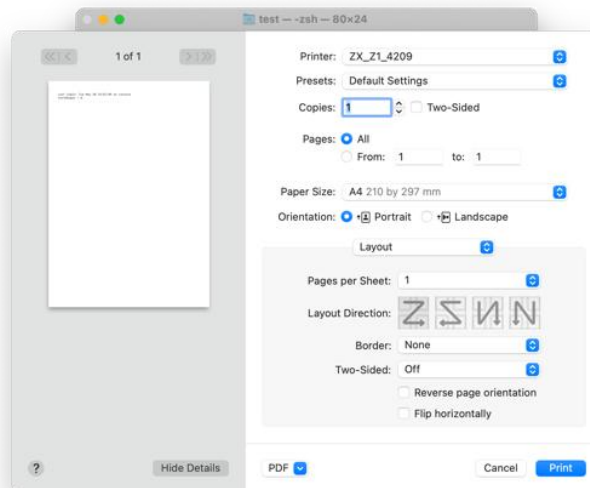 test — -zsh — 80×24
1 of 1
Printer: ZX_Z1_4209
Presets: Default Settings
Copies: 1 Two-Sided
Pages: All
From: 1 to: 1
Paper Size: A4 210 by 297 mm
Orientation: Portrait Landscape
Layout
Pages per Sheet: 1
Layout Direction:
Border: None
Two-Sided: Off
Reverse page orientation
Flip horizontally
? Hide Details PDF Cancel Print